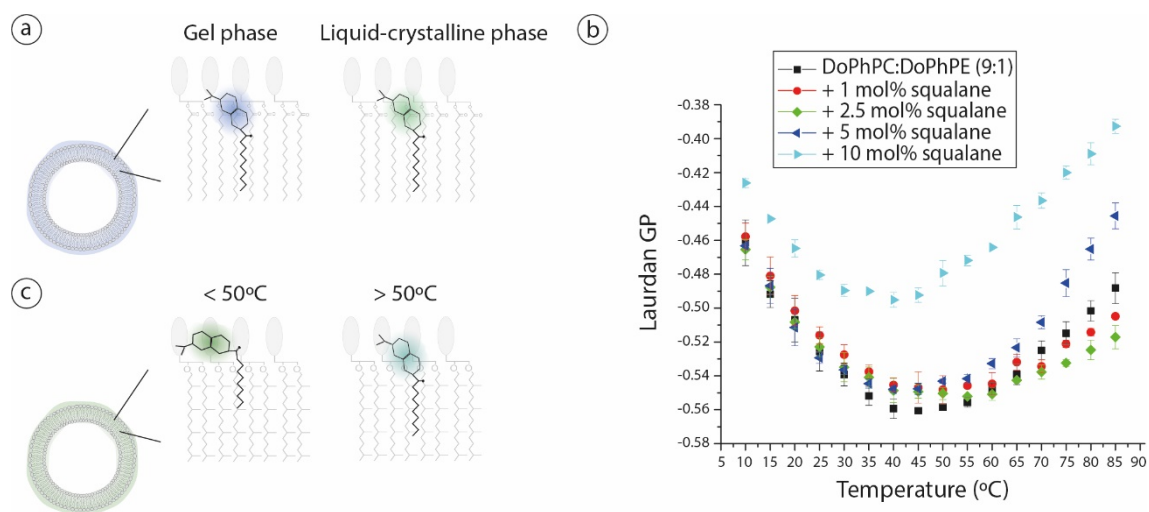 a
Gel phase
Liquid-crystalline phase
b
DoPhPC:DoPhPE (9:1)
+ 1 mol% squalane
+ 2.5 mol% squalane
+ 5 mol% squalane
+ 10 mol% squalane
-0.38
-0.40
-0.42
-0.44
-0.46
-0.48
-0.50
-0.52
-0.54
-0.56
-0.58
Laurdan GP
5 10 15 20 25 30 35 40 45 50 55 60 65 70 75 80 85 90
Temperature (ºC)
c
< 50ºC
> 50ºC